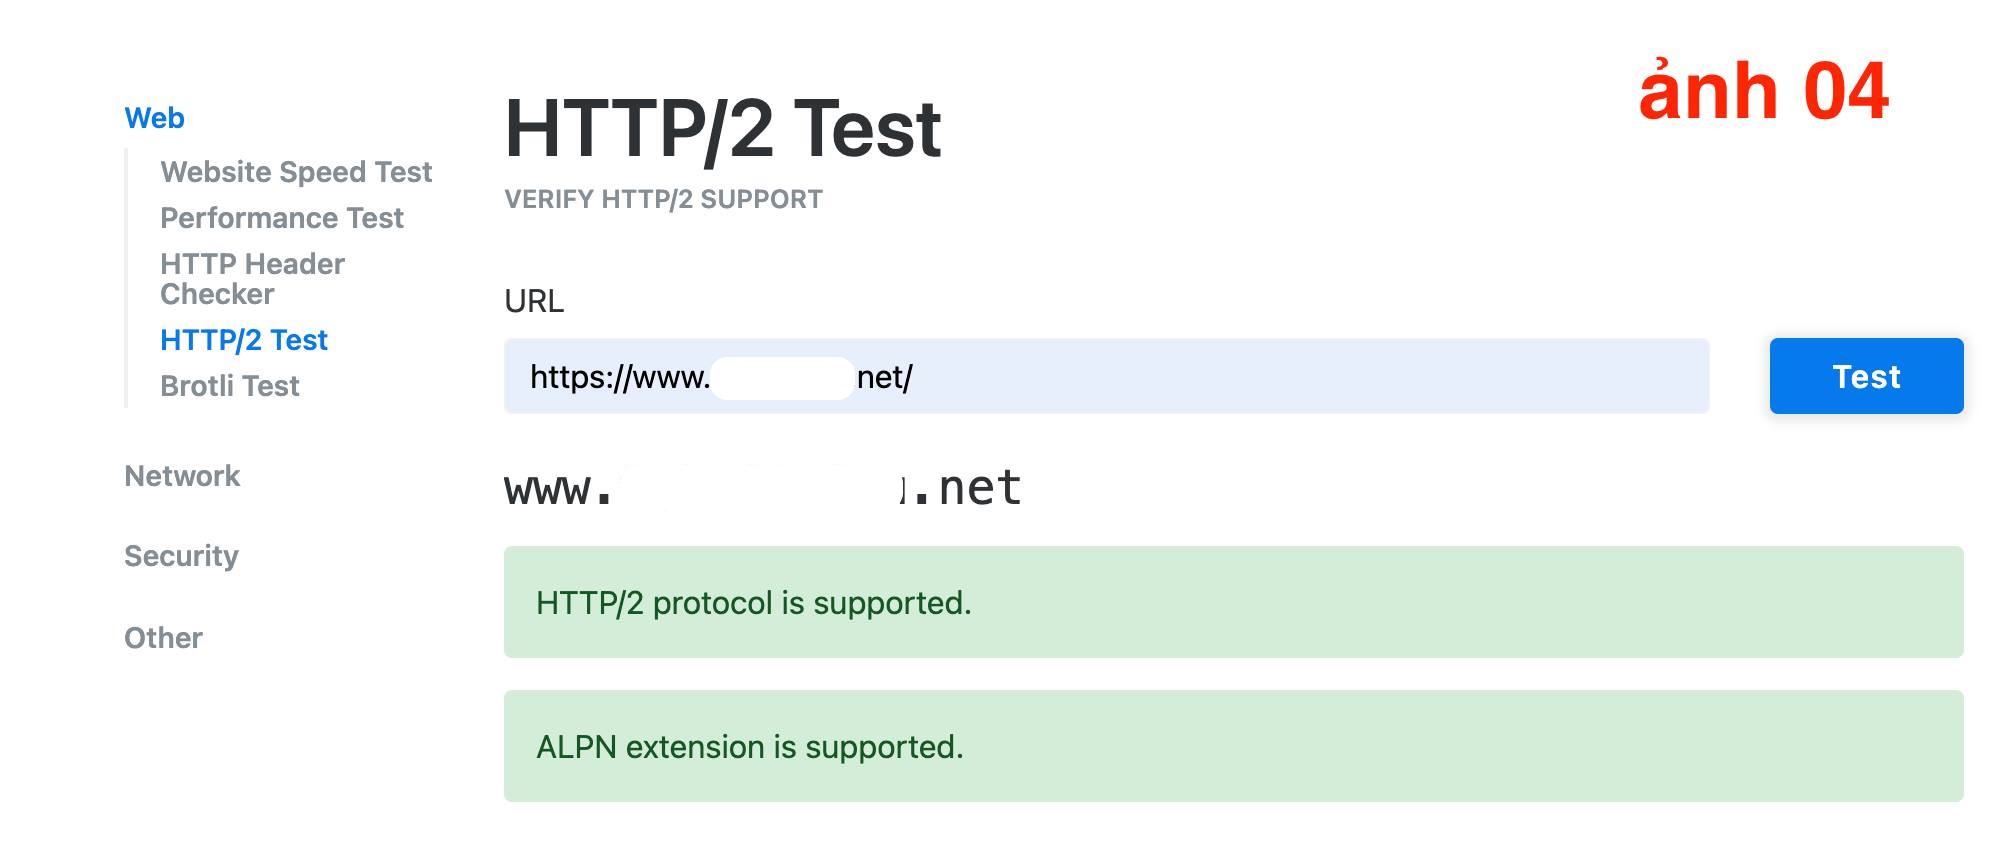 ảnh 04
Web
Website Speed Test
Performance Test
HTTP Header
Checker
HTTP/2 Test
Brotli Test
Network
Security
Other
HTTP/2 Test
VERIFY HTTP/2 SUPPORT
URL
https://www. net/
Test
www. .net
HTTP/2 protocol is supported.
ALPN extension is supported.